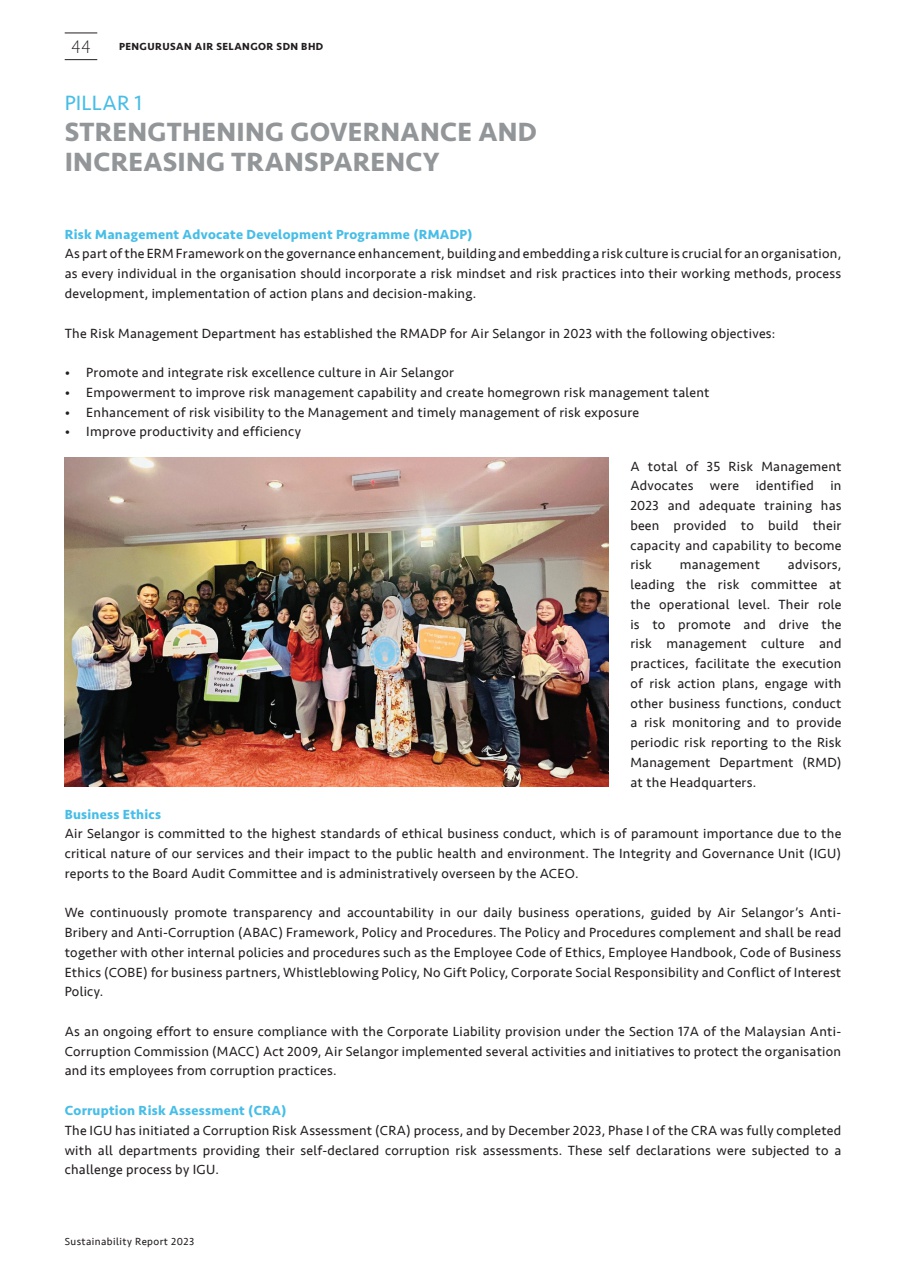 44
PENGURUSAN AIR SELANGOR SDN BHD
PILLAR 1
STRENGTHENING GOVERNANCE AND
INCREASING TRANSPARENCY
Risk Management Advocate Development Programme (RMADP)
As part of the ERM Framework on the governance enhancement, building and embedding a risk culture is crucial for an organisation,
as every individual in the organisation should incorporate a risk mindset and risk practices into their working methods, process
development, implementation of action plans and decision-making.
The Risk Management Department has established the RMADP for Air Selangor in 2023 with the following objectives:
• Promote and integrate risk excellence culture in Air Selangor
• Empowerment to improve risk management capability and create homegrown risk management talent
• Enhancement of risk visibility to the Management and timely management of risk exposure
• Improve productivity and efficiency
Prepare &
Prevent
instead of
Repair &
Repent
A total of 35 Risk Management
Advocates were identified in
2023 and adequate training has
been provided to build their
capacity and capability to become
risk management advisors,
leading the risk committee at
the operational level. Their role
is to promote and drive the
risk management culture and
practices, facilitate the execution
of risk action plans, engage with
other business functions, conduct
a risk monitoring and to provide
periodic risk reporting to the Risk
Management Department (RMD)
at the Headquarters.
Business Ethics
Air Selangor is committed to the highest standards of ethical business conduct, which is of paramount importance due to the
critical nature of our services and their impact to the public health and environment. The Integrity and Governance Unit (IGU)
reports to the Board Audit Committee and is administratively overseen by the ACEO.
We continuously promote transparency and accountability in our daily business operations, guided by Air Selangor’s Anti-
Bribery and Anti-Corruption (ABAC) Framework, Policy and Procedures. The Policy and Procedures complement and shall be read
together with other internal policies and procedures such as the Employee Code of Ethics, Employee Handbook, Code of Business
Ethics (COBE) for business partners, Whistleblowing Policy, No Gift Policy, Corporate Social Responsibility and Conflict of Interest
Policy.
As an ongoing effort to ensure compliance with the Corporate Liability provision under the Section 17A of the Malaysian Anti-
Corruption Commission (MACC) Act 2009, Air Selangor implemented several activities and initiatives to protect the organisation
and its employees from corruption practices.
Corruption Risk Assessment (CRA)
The IGU has initiated a Corruption Risk Assessment (CRA) process, and by December 2023, Phase I of the CRA was fully completed
with all departments providing their self-declared corruption risk assessments. These self declarations were subjected to a
challenge process by IGU.
Sustainability Report 2023